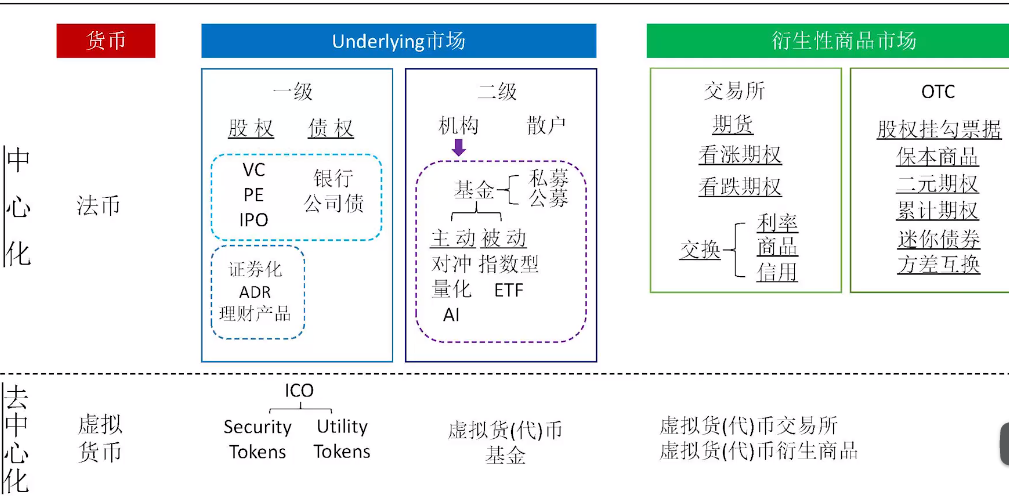 货币
Underlying市场
衍生性商品市场
中心化
法币
一级
股权 债权
VC
PE
IPO
银行
公司债
证券化
ADR
理财产品
二级
机构 散户
基金
私募
公募
主动 被动
对冲 指数型
量化 ETF
AI
交易所
期货
看涨期权
看跌期权
交换
利率
商品
信用
OTC
股权挂勾票据
保本商品
二元期权
累计期权
迷你债券
方差互换
去中心化
虚拟
货币
ICO
Security
Tokens
Utility
Tokens
虚拟货(代)币
基金
虚拟货(代)币交易所
虚拟货(代)币衍生商品